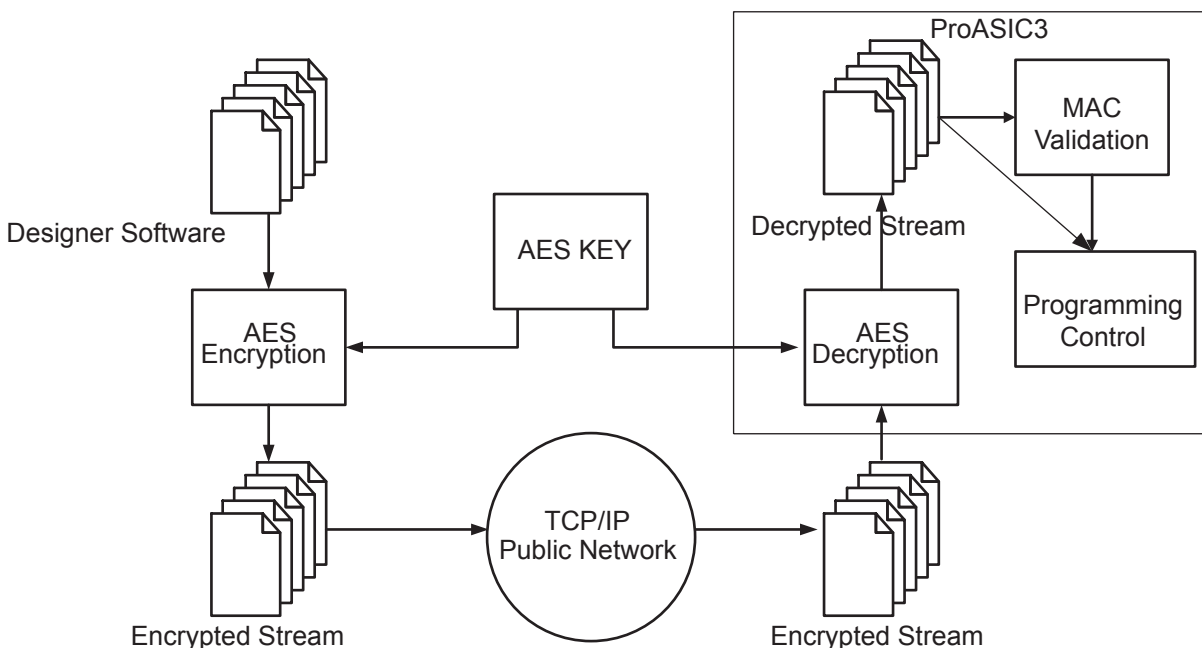 ProASIC3
MAC
Validation
Designer Software
Decrypted Stream
AES KEY
Programming
Control
AES
Encryption
AES
Decryption
TCP/IP
Public Network
Encrypted Stream
Encrypted Stream